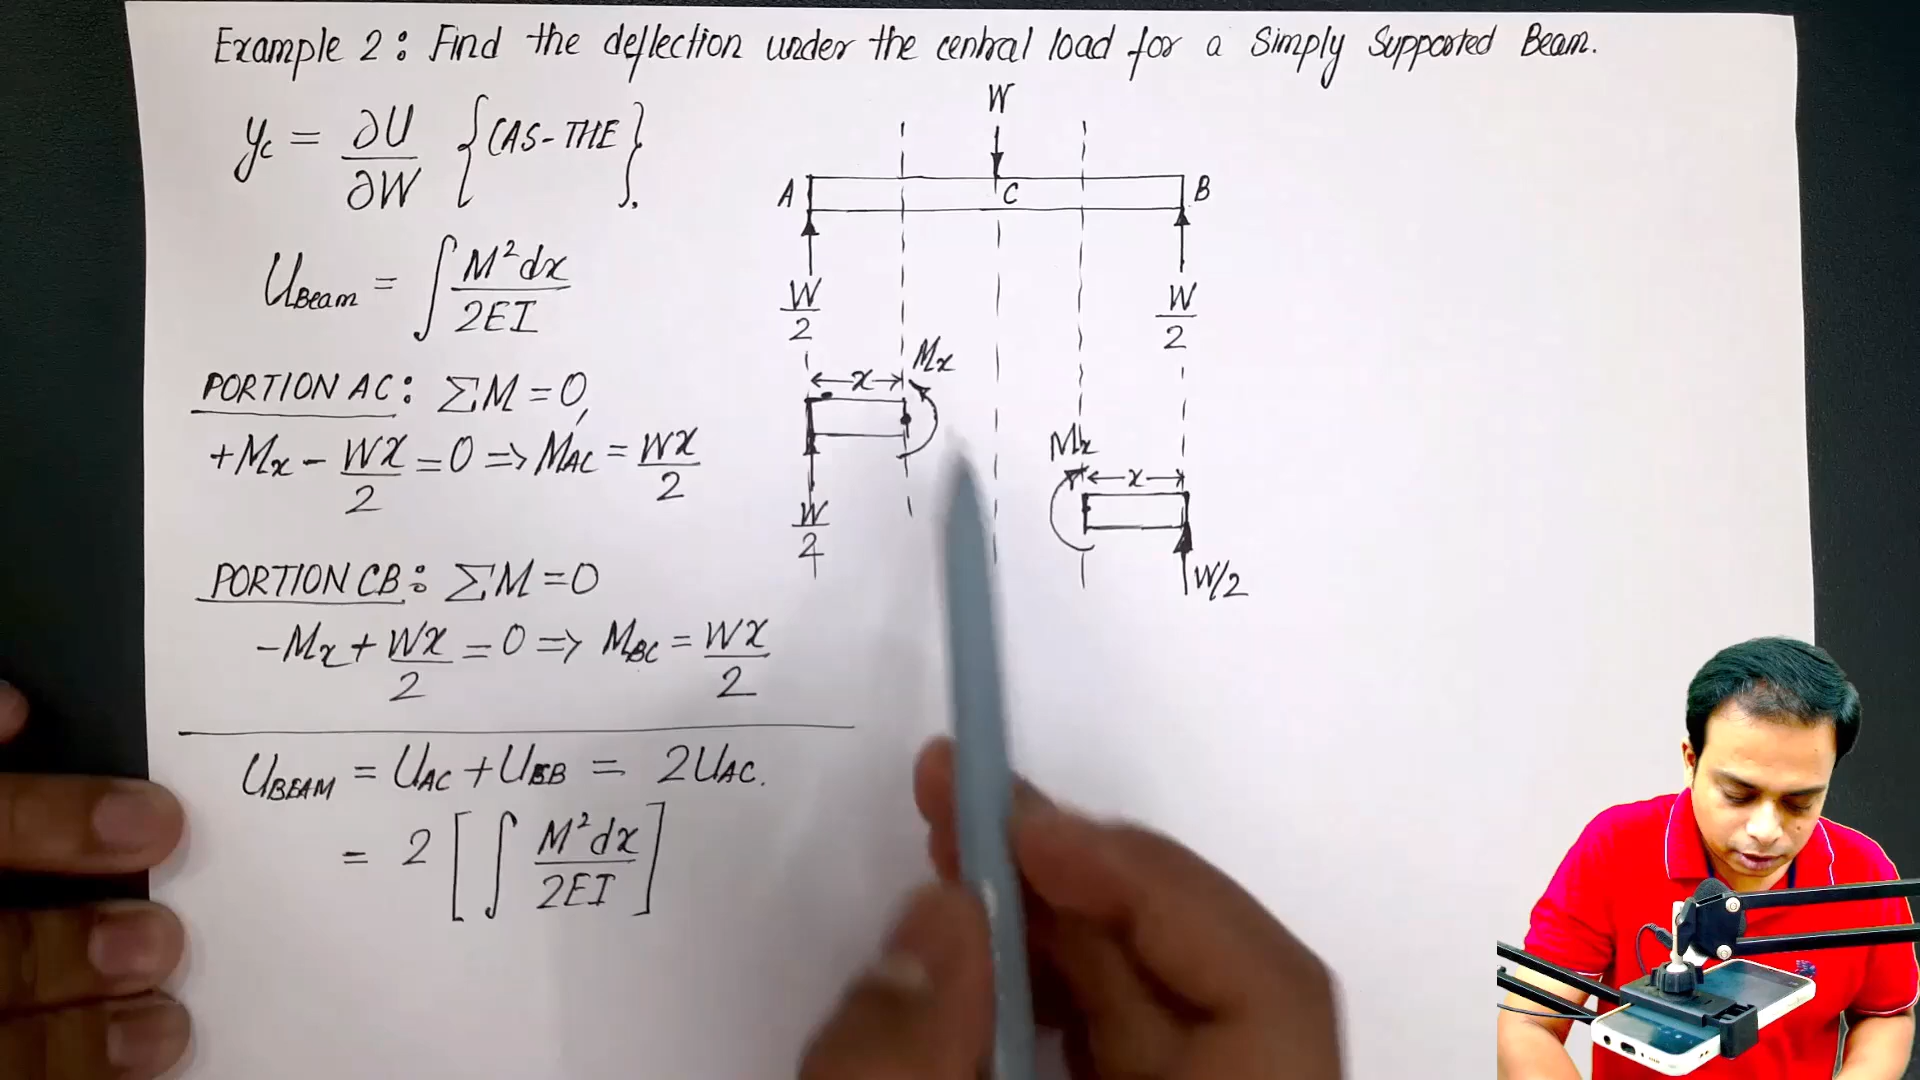 Example 2: Find the deflection under the central load for a Simply Supported Beam.
yc = ∂U/∂W {CAS-THE}.
UBeam = ∫ M²dx/2EI
PORTION AC: ΣM = 0,
+Mx - Wx/2 = 0 => MAC = Wx/2
PORTION CB: ΣM = 0
-Mx + Wx/2 = 0 => MBC = Wx/2
UBEAM = UAC + UBB = 2UAC.
= 2 [∫ M²dx/2EI]
W
A
C
B
W/2
W/2
x
Mx
W/2
Mx
x
W/2